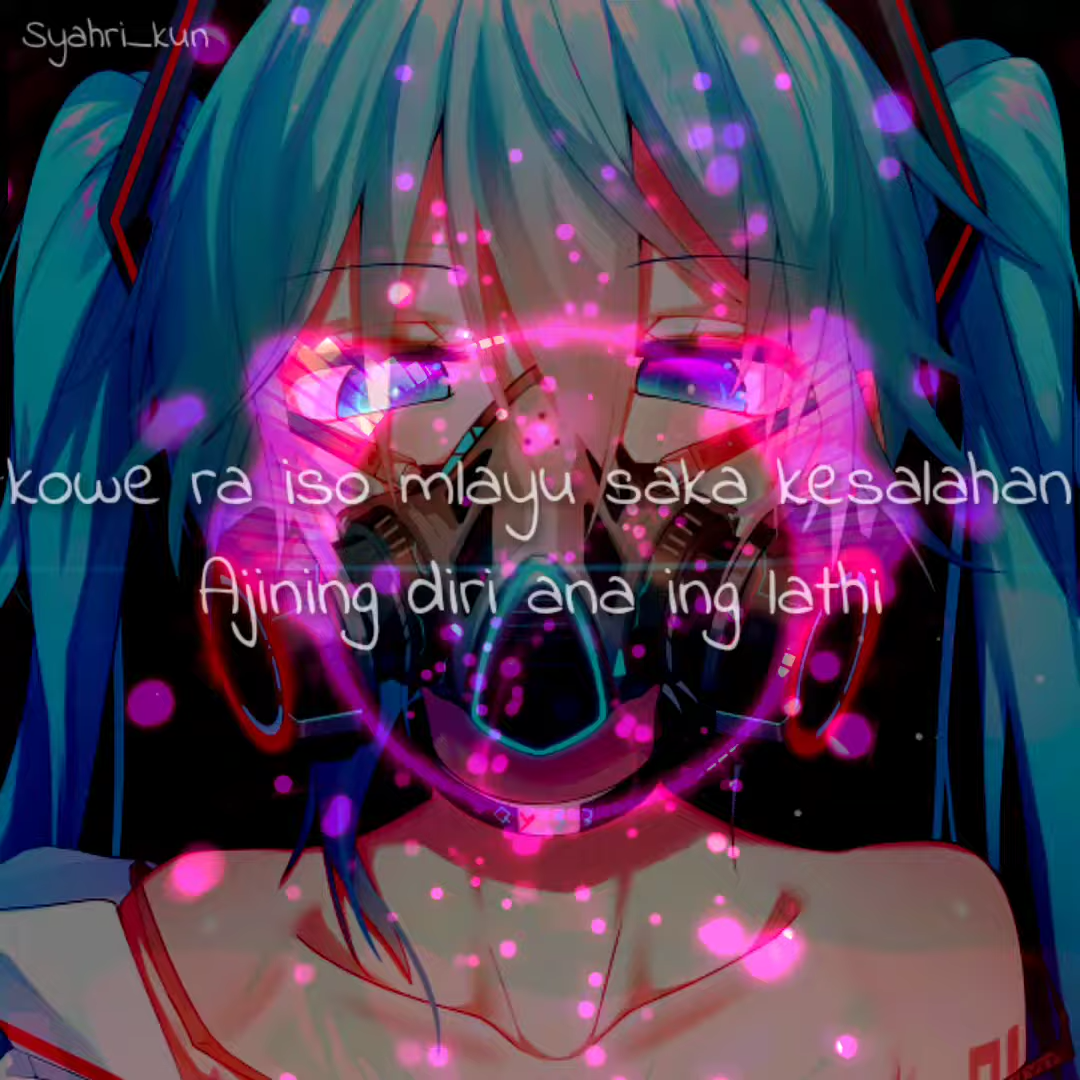 Syahri_kun
kowe ra iso mlayu saka kesalahan
Ajining diri ana ing lathi